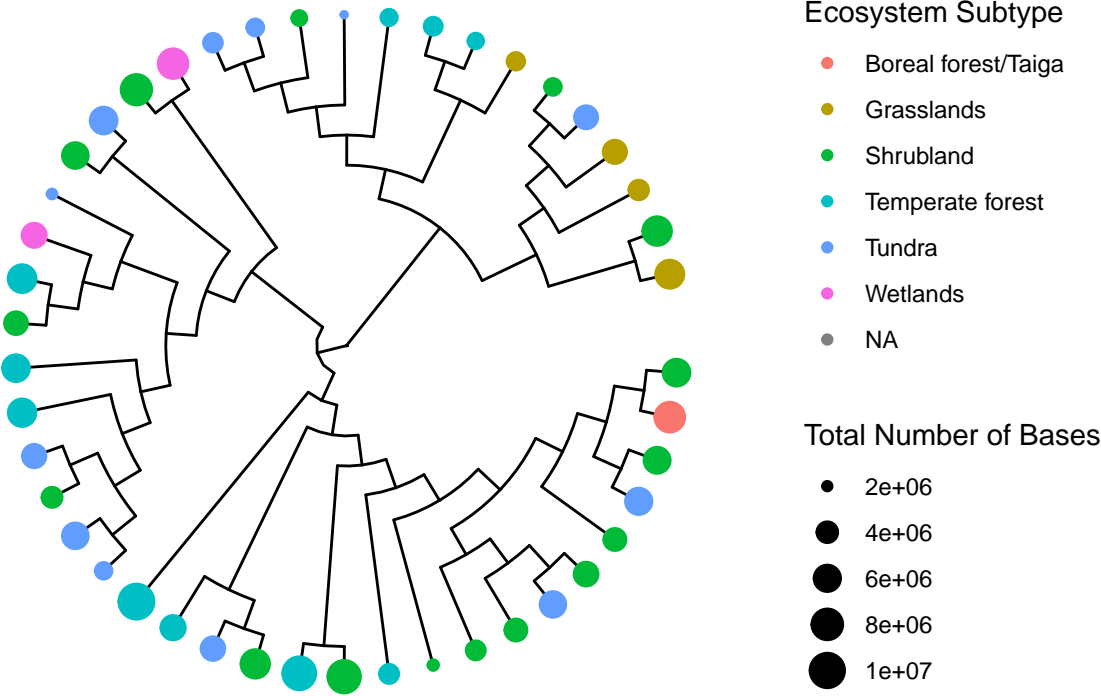 Ecosystem Subtype
Boreal forest/Taiga
Grasslands
Shrubland
Temperate forest
Tundra
Wetlands
NA
Total Number of Bases
2e+06
4e+06
6e+06
8e+06
1e+07